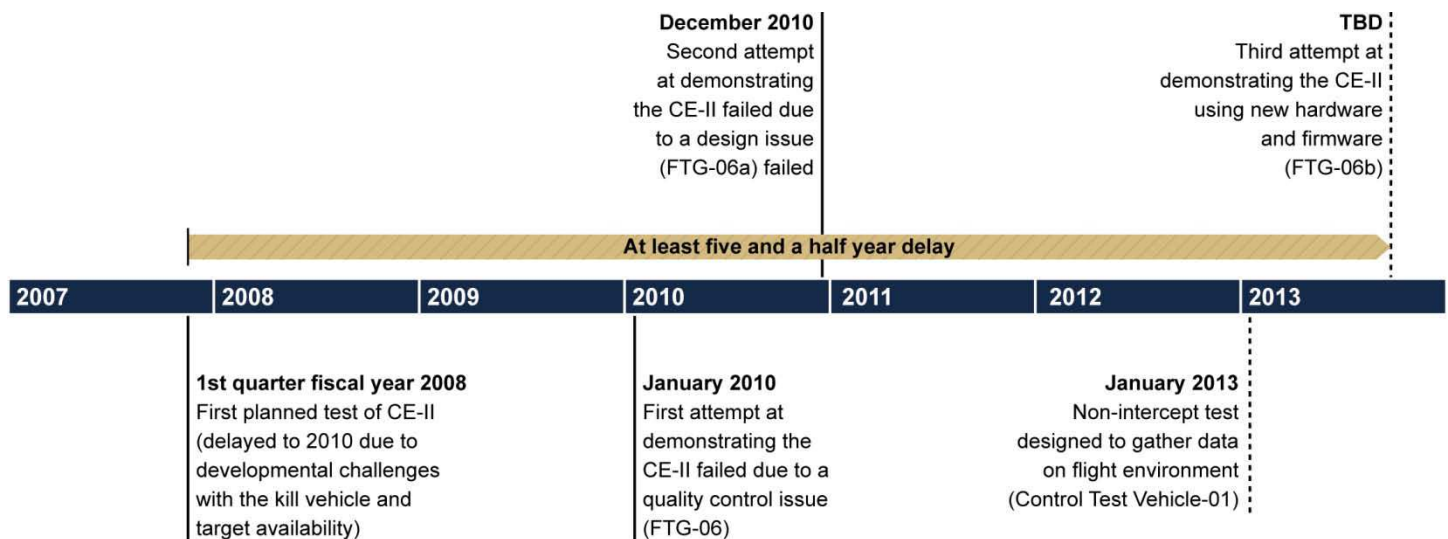 December 2010
Second attempt
at demonstrating
the CE-II failed due
to a design issue
(FTG-06a) failed
TBD
Third attempt at
demonstrating the CE-II
using new hardware
and firmware
(FTG-06b)
At least five and a half year delay
2007 2008 2009 2010 2011 2012 2013
1st quarter fiscal year 2008
First planned test of CE-II
(delayed to 2010 due to
developmental challenges
with the kill vehicle and
target availability)
January 2010
First attempt at
demonstrating the
CE-II failed due to a
quality control issue
(FTG-06)
January 2013
Non-intercept test
designed to gather data
on flight environment
(Control Test Vehicle-01)